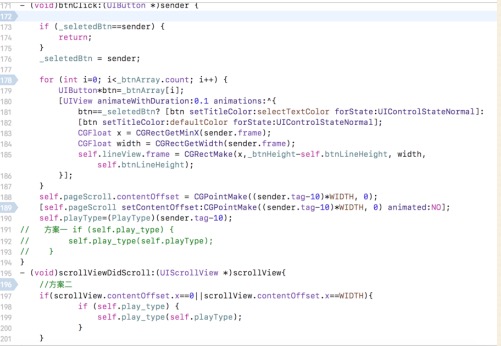 171 - (void)btnClick:(UIButton *)sender {
172
173 if (_seletedBtn==sender) {
174 return;
175 }
176 _seletedBtn = sender;
177
178 for (int i=0; i<_btnArray.count; i++) {
179 UIButton*btn=_btnArray[i];
180 [UIView animateWithDuration:0.1 animations:^{
181 btn==_seletedBtn? [btn setTitleColor:selectTextColor forState:UIControlStateNormal]:
182 [btn setTitleColor:defaultColor forState:UIControlStateNormal];
183 CGFloat x = CGRectGetMinX(sender.frame);
184 CGFloat width = CGRectGetWidth(sender.frame);
185 self.lineView.frame = CGRectMake(x,_btnHeight-self.btnLineHeight, width,
self.btnLineHeight);
186 }];
187 }
188 self.pageScroll.contentOffset = CGPointMake((sender.tag-10)*WIDTH, 0);
189 [self.pageScroll setContentOffset:CGPointMake((sender.tag-10)*WIDTH, 0) animated:NO];
190 self.playType=(PlayType)(sender.tag-10);
191 // 方案一 if (self.play_type) {
192 // self.play_type(self.playType);
193 // }
194 }
195 - (void)scrollViewDidScroll:(UIScrollView *)scrollView{
196 //方案二
197 if(scrollView.contentOffset.x==0||scrollView.contentOffset.x==WIDTH){
198 if (self.play_type) {
199 self.play_type(self.playType);
200 }
201 }